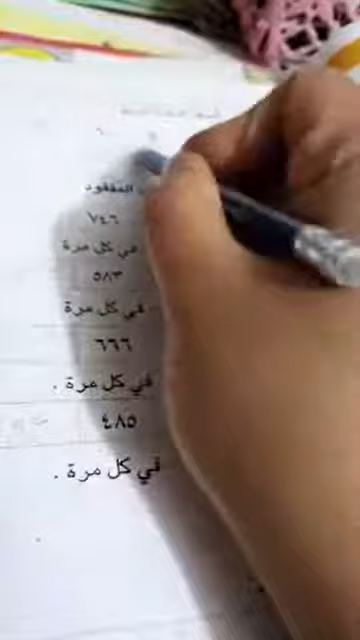 المفقود
٧٤٦
في كل مرة
٥٨٣
في كل مرة
٦٦٦
في كل مرة .
٤٨٥
في كل مرة .